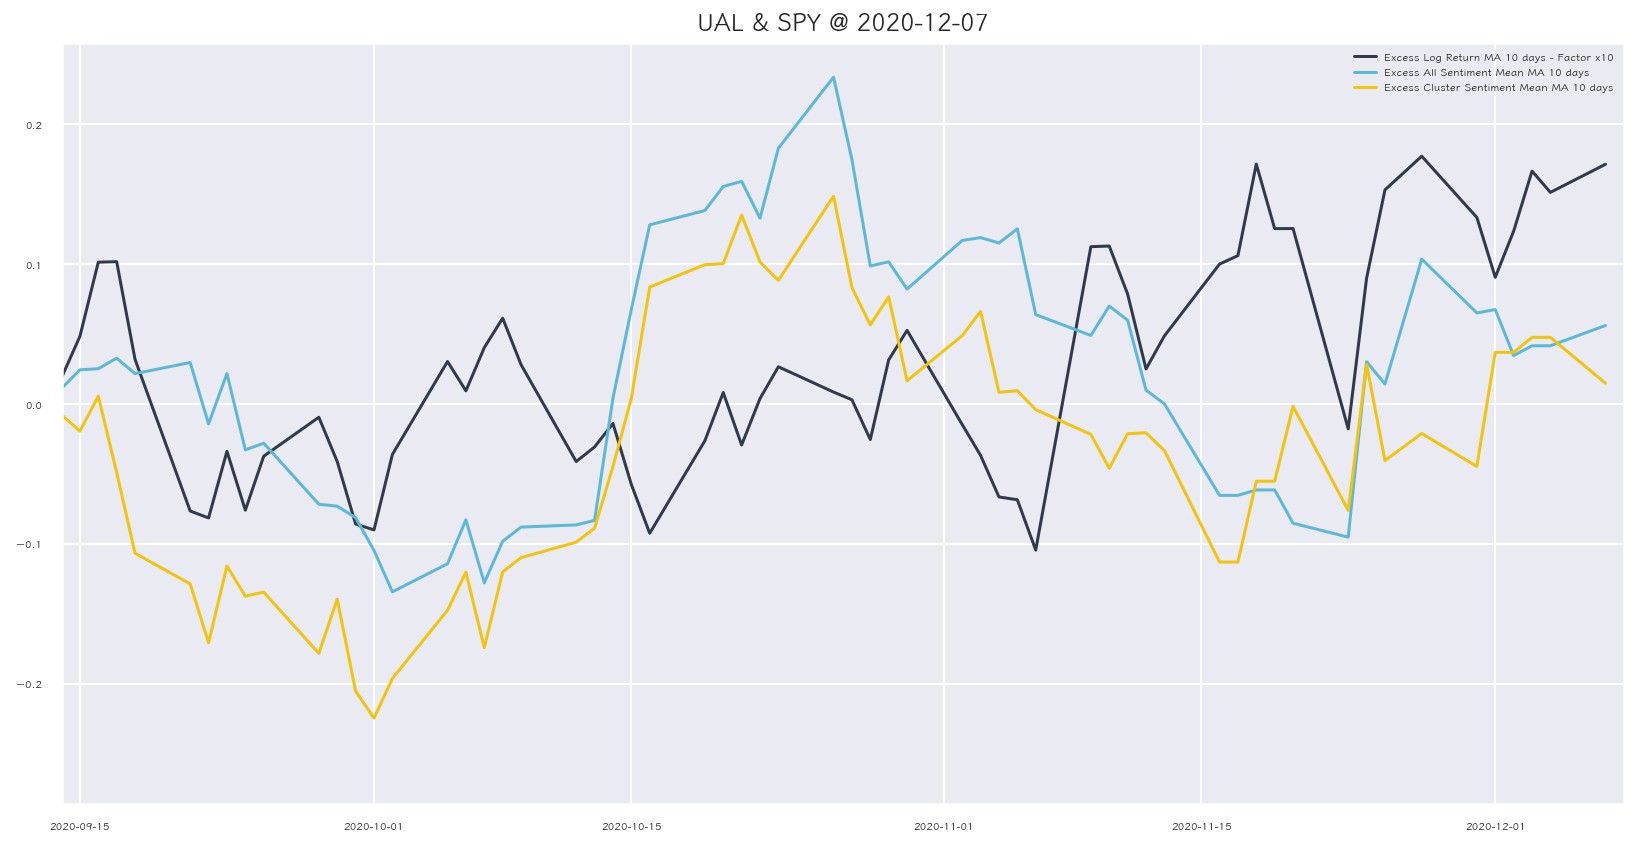 UAL & SPY @ 2020-12-07
Excess Log Return MA 10 days - Factor x10
Excess All Sentiment Mean MA 10 days
Excess Cluster Sentiment Mean MA 10 days
0.2
0.1
0.0
−0.1
−0.2
2020-09-15 2020-10-01 2020-10-15 2020-11-01 2020-11-15 2020-12-01